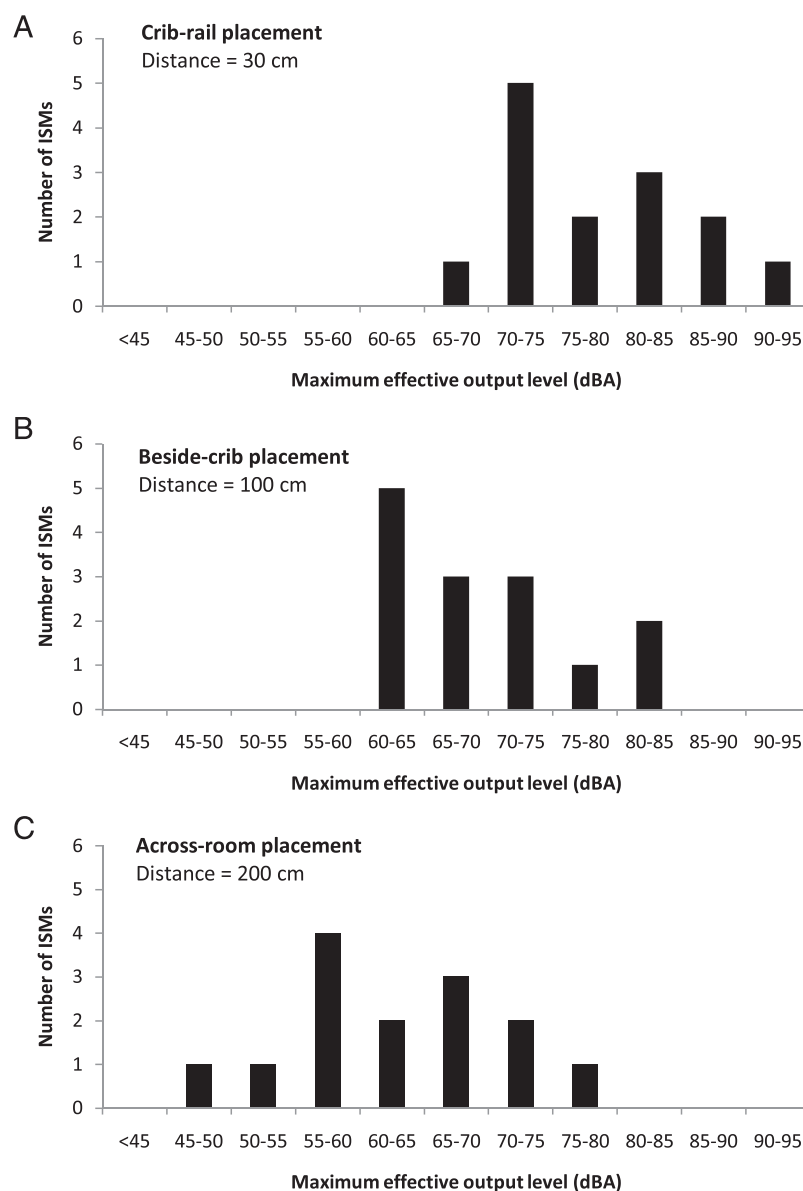 A
Crib-rail placement
Distance = 30 cm
Number of ISMs
6
5
4
3
2
1
0
<45 45-50 50-55 55-60 60-65 65-70 70-75 75-80 80-85 85-90 90-95
Maximum effective output level (dBA)
B
Beside-crib placement
Distance = 100 cm
Number of ISMs
6
5
4
3
2
1
0
<45 45-50 50-55 55-60 60-65 65-70 70-75 75-80 80-85 85-90 90-95
Maximum effective output level (dBA)
C
Across-room placement
Distance = 200 cm
Number of ISMs
6
5
4
3
2
1
0
<45 45-50 50-55 55-60 60-65 65-70 70-75 75-80 80-85 85-90 90-95
Maximum effective output level (dBA)